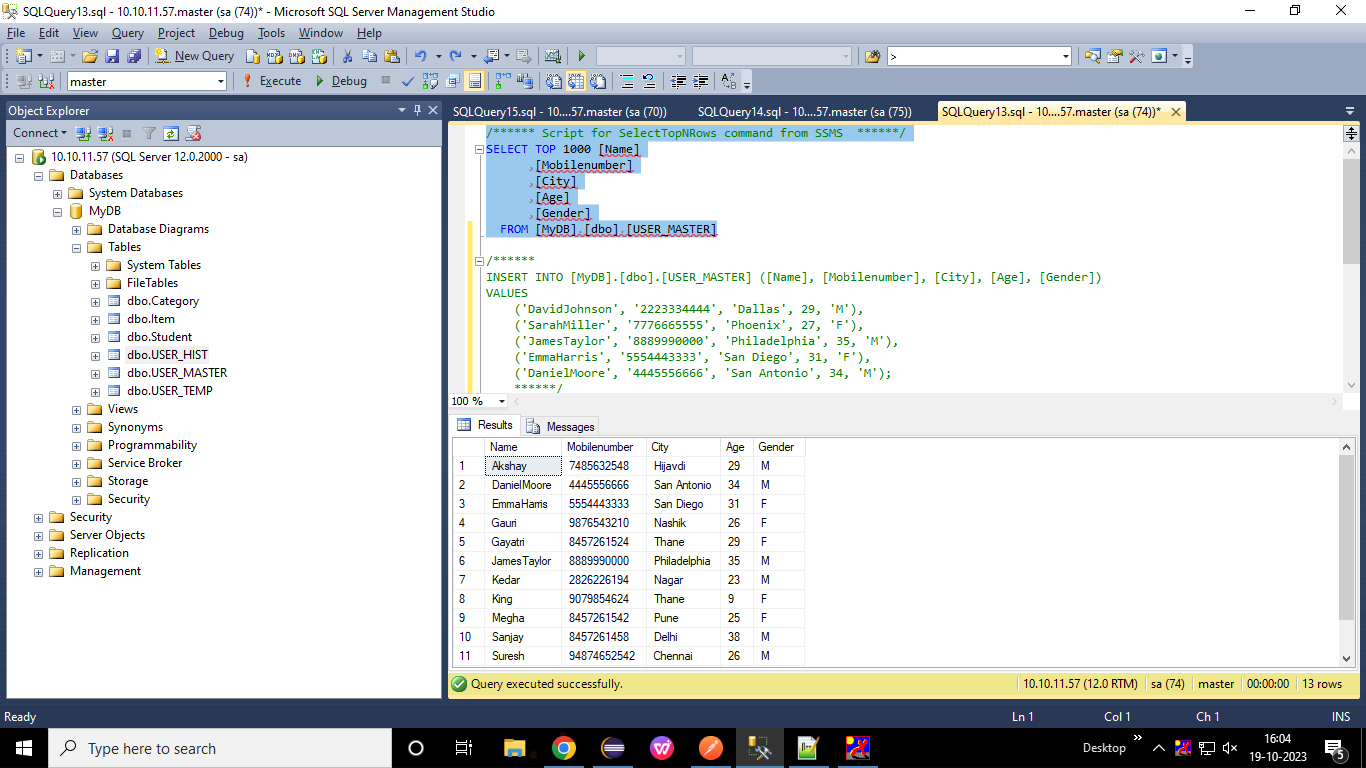 SQLQuery13.sql - 10.10.11.57.master (sa (74))* - Microsoft SQL Server Management Studio
File Edit View Query Project Debug Tools Window Help
New Query >
master Execute Debug
Object Explorer
Connect
10.10.11.57 (SQL Server 12.0.2000 - sa)
Databases
System Databases
MyDB
Database Diagrams
Tables
System Tables
FileTables
dbo.Category
dbo.Item
dbo.Student
dbo.USER_HIST
dbo.USER_MASTER
dbo.USER_TEMP
Views
Synonyms
Programmability
Service Broker
Storage
Security
Security
Server Objects
Replication
Management
SQLQuery15.sql - 10....57.master (sa (70)) SQLQuery14.sql - 10....57.master (sa (75)) SQLQuery13.sql - 10....57.master (sa (74))*
/****** Script for SelectTopNRows command from SSMS ******/
SELECT TOP 1000 [Name]
,[Mobilenumber]
,[City]
,[Age]
,[Gender]
FROM [MyDB].[dbo].[USER_MASTER]
/******
INSERT INTO [MyDB].[dbo].[USER_MASTER] ([Name], [Mobilenumber], [City], [Age], [Gender])
VALUES
('DavidJohnson', '2223334444', 'Dallas', 29, 'M'),
('SarahMiller', '7776665555', 'Phoenix', 27, 'F'),
('JamesTaylor', '8889990000', 'Philadelphia', 35, 'M'),
('EmmaHarris', '5554443333', 'San Diego', 31, 'F'),
('DanielMoore', '4445556666', 'San Antonio', 34, 'M');
******/
100 %
Results Messages
Name Mobilenumber City Age Gender
1 Akshay 7485632548 Hijavdi 29 M
2 DanielMoore 4445556666 San Antonio 34 M
3 EmmaHarris 5554443333 San Diego 31 F
4 Gauri 9876543210 Nashik 26 F
5 Gayatri 8457261524 Thane 29 F
6 JamesTaylor 8889990000 Philadelphia 35 M
7 Kedar 2826226194 Nagar 23 M
8 King 9079854624 Thane 9 F
9 Megha 8457261542 Pune 25 F
10 Sanjay 8457261458 Delhi 38 M
11 Suresh 94874652542 Chennai 26 M
Query executed successfully. 10.10.11.57 (12.0 RTM) sa (74) master 00:00:00 13 rows
Ready Ln 1 Col 1 Ch 1 INS
Type here to search Desktop 16:04
19-10-2023 5